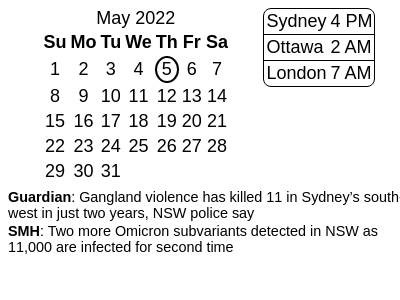 May 2022
Su Mo Tu We Th Fr Sa
1 2 3 4 5 6 7
8 9 10 11 12 13 14
15 16 17 18 19 20 21
22 23 24 25 26 27 28
29 30 31
Sydney 4 PM
Ottawa 2 AM
London 7 AM
Guardian: Gangland violence has killed 11 in Sydney’s south-
west in just two years, NSW police say
SMH: Two more Omicron subvariants detected in NSW as
11,000 are infected for second time